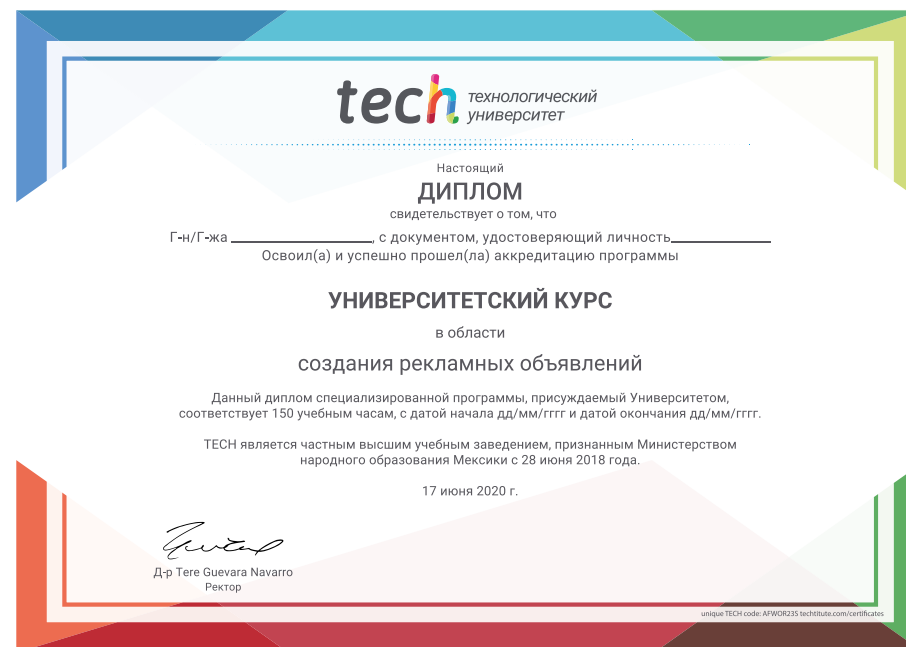 tech технологический
университет
Настоящий
ДИПЛОМ
свидетельствует о том, что
Г-н/Г-жа , с документом, удостоверяющий личность
Освоил(а) и успешно прошел(ла) аккредитацию программы
УНИВЕРСИТЕТСКИЙ КУРС
в области
создания рекламных объявлений
Данный диплом специализированной программы, присуждаемый Университетом,
соответствует 150 учебным часам, с датой начала дд/мм/гггг и датой окончания дд/мм/гггг.
TECH является частным высшим учебным заведением, признанным Министерством
народного образования Мексики с 28 июня 2018 года.
17 июня 2020 г.
Д-р Tere Guevara Navarro
Ректор
unique TECH code: AFWOR23S techtitute.com/certificates